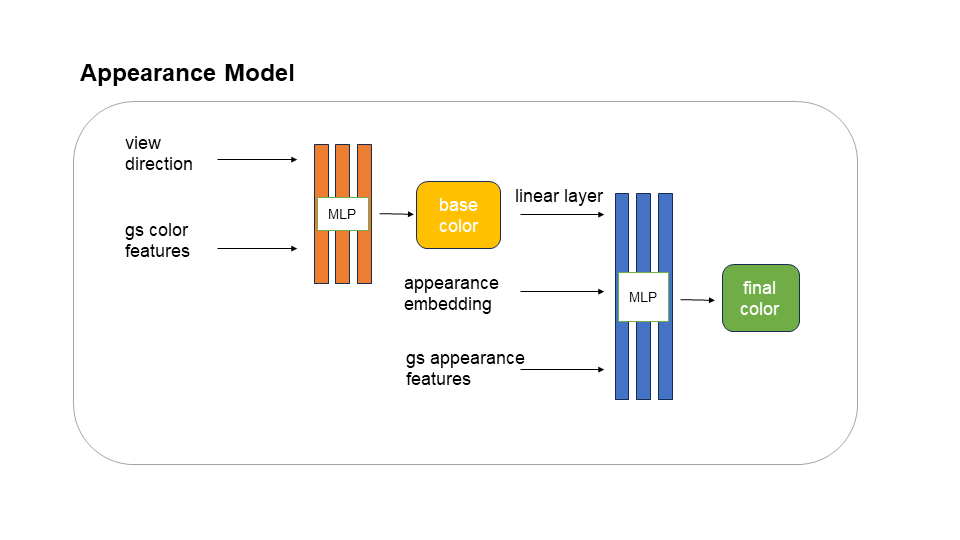 Appearance Model
view
direction
gs color
features
MLP
base
color
linear layer
appearance
embedding
gs appearance
features
MLP
final
color